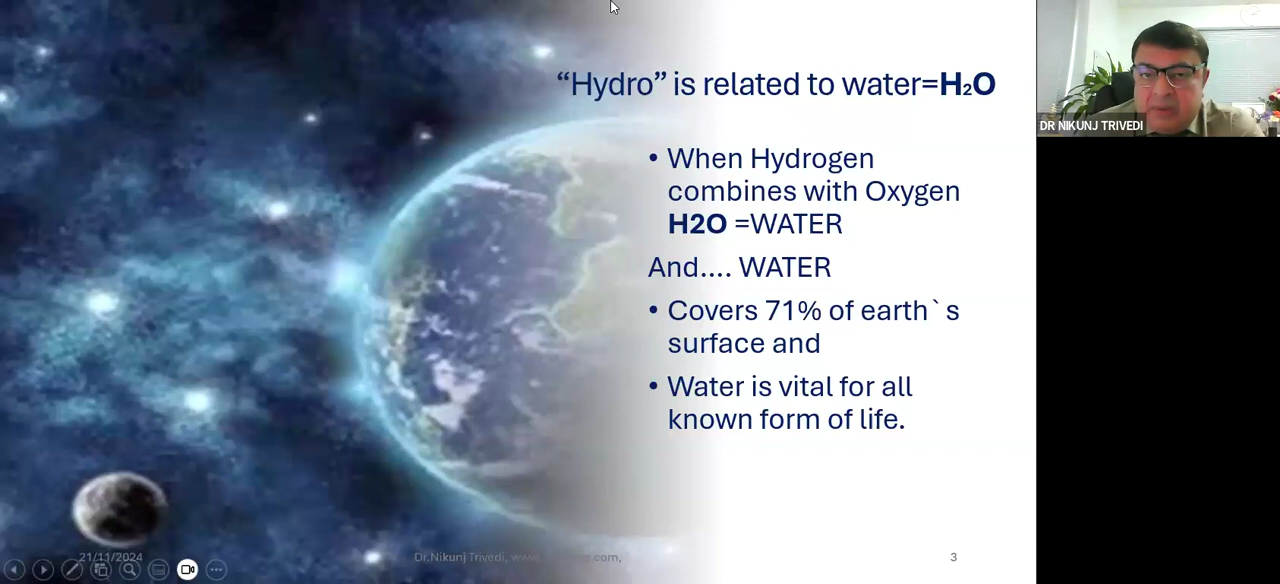 “Hydro” is related to water=H₂O
• When Hydrogen
combines with Oxygen
H2O =WATER
And.... WATER
• Covers 71% of earth`s
surface and
• Water is vital for all
known form of life.
DR NIKUNJ TRIVEDI
21/11/2024
Dr.Nikunj Trivedi,
3